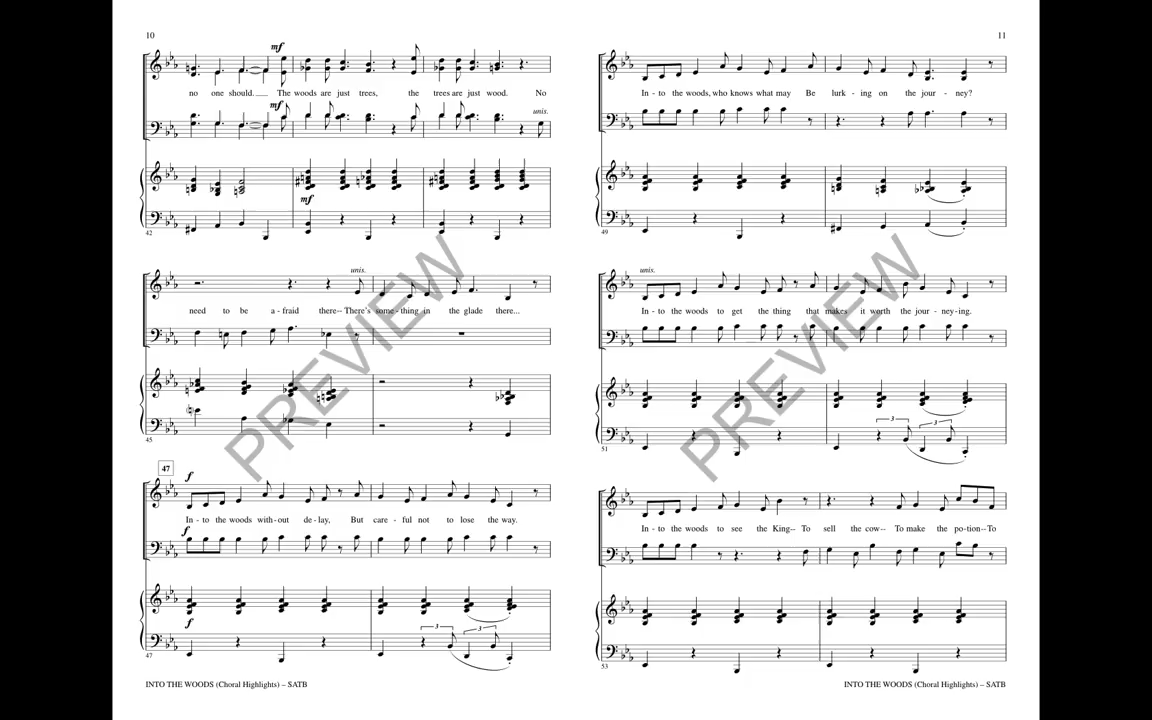 10
mf
no one should. The woods are just trees, the trees are just wood. No
mf
unis.
mf
42
unis.
need to be a - fraid there-- There's some - thing in the glade there...
45
47
f
In - to the woods with - out de - lay, But care - ful not to lose the way.
f
f
3 3
47
INTO THE WOODS (Choral Highlights) – SATB
PREVIEW
11
In - to the woods, who knows what may Be lurk - ing on the jour - ney?
49
unis.
In - to the woods to get the thing that makes it worth the jour - ney - ing.
3 3
51
In - to the woods to see the King-- To sell the cow-- To make the po - tion-- To
53
INTO THE WOODS (Choral Highlights) – SATB
PREVIEW